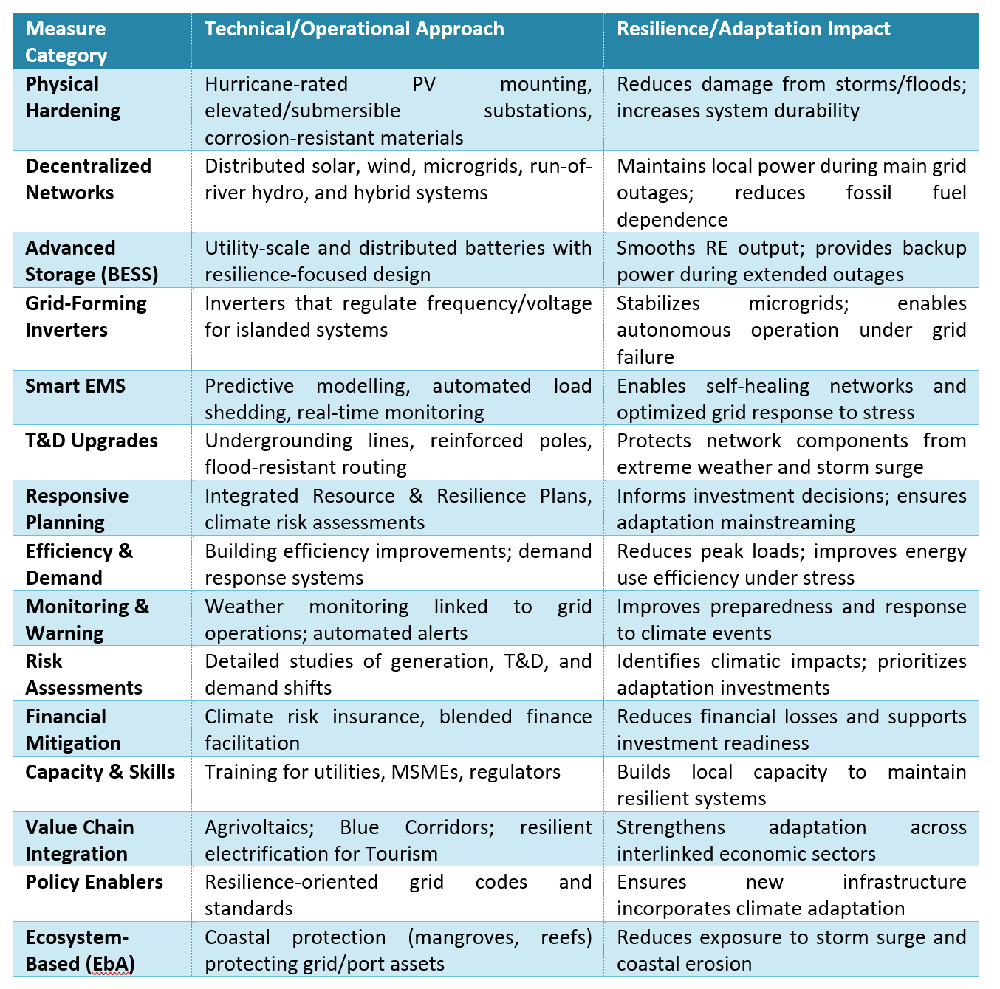 Measure Category
Technical/Operational Approach
Resilience/Adaptation Impact
Physical Hardening
Hurricane-rated PV mounting,
elevated/submersible substations,
corrosion-resistant materials
Reduces damage from storms/floods;
increases system durability
Decentralized Networks
Distributed solar, wind, microgrids, run-of-
river hydro, and hybrid systems
Maintains local power during main grid
outages; reduces fossil fuel
dependence
Advanced
Storage (BESS)
Utility-scale and distributed batteries with
resilience-focused design
Smooths RE output; provides backup
power during extended outages
Grid-Forming
Inverters
Inverters that regulate frequency/voltage
for islanded systems
Stabilizes microgrids; enables
autonomous operation under grid
failure
Smart EMS
Predictive modelling, automated load
shedding, real-time monitoring
Enables self-healing networks and
optimized grid response to stress
T&D Upgrades
Undergrounding lines, reinforced poles,
flood-resistant routing
Protects network components from
extreme weather and storm surge
Responsive
Planning
Integrated Resource & Resilience Plans,
climate risk assessments
Informs investment decisions; ensures
adaptation mainstreaming
Efficiency &
Demand
Building efficiency improvements; demand
response systems
Reduces peak loads; improves energy
use efficiency under stress
Monitoring &
Warning
Weather monitoring linked to grid
operations; automated alerts
Improves preparedness and response
to climate events
Risk
Assessments
Detailed studies of generation, T&D, and
demand shifts
Identifies climatic impacts; prioritizes
adaptation investments
Financial
Mitigation
Climate risk insurance, blended finance
facilitation
Reduces financial losses and supports
investment readiness
Capacity & Skills
Training for utilities, MSMEs, regulators
Builds local capacity to maintain
resilient systems
Value Chain
Integration
Agrivoltaics; Blue Corridors; resilient
electrification for Tourism
Strengthens adaptation across
interlinked economic sectors
Policy Enablers
Resilience-oriented grid codes and
standards
Ensures new infrastructure
incorporates climate adaptation
Ecosystem-
Based (EbA)
Coastal protection (mangroves, reefs)
protecting grid/port assets
Reduces exposure to storm surge and
coastal erosion